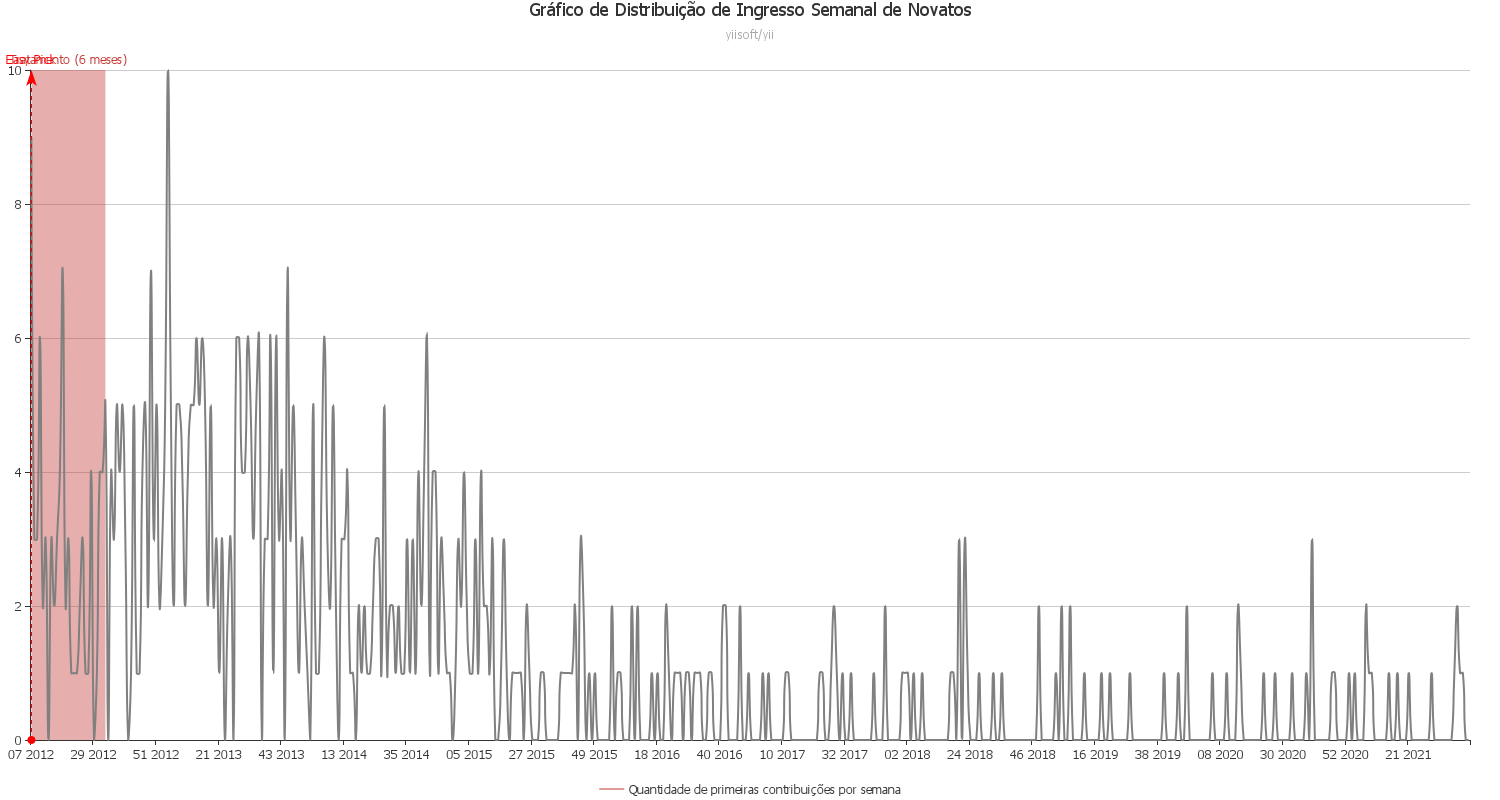 Gráfico de Distribuição de Ingresso Semanal de Novatos
yiisoft/yii
(6 meses)
10
8
6
4
2
0
07 2012 29 2012 51 2012 21 2013 43 2013 13 2014 35 2014 05 2015 27 2015 49 2015 18 2016 40 2016 10 2017 32 2017 02 2018 24 2018 46 2018 16 2019 38 2019 08 2020 30 2020 52 2020 21 2021
Quantidade de primeiras contribuições por semana